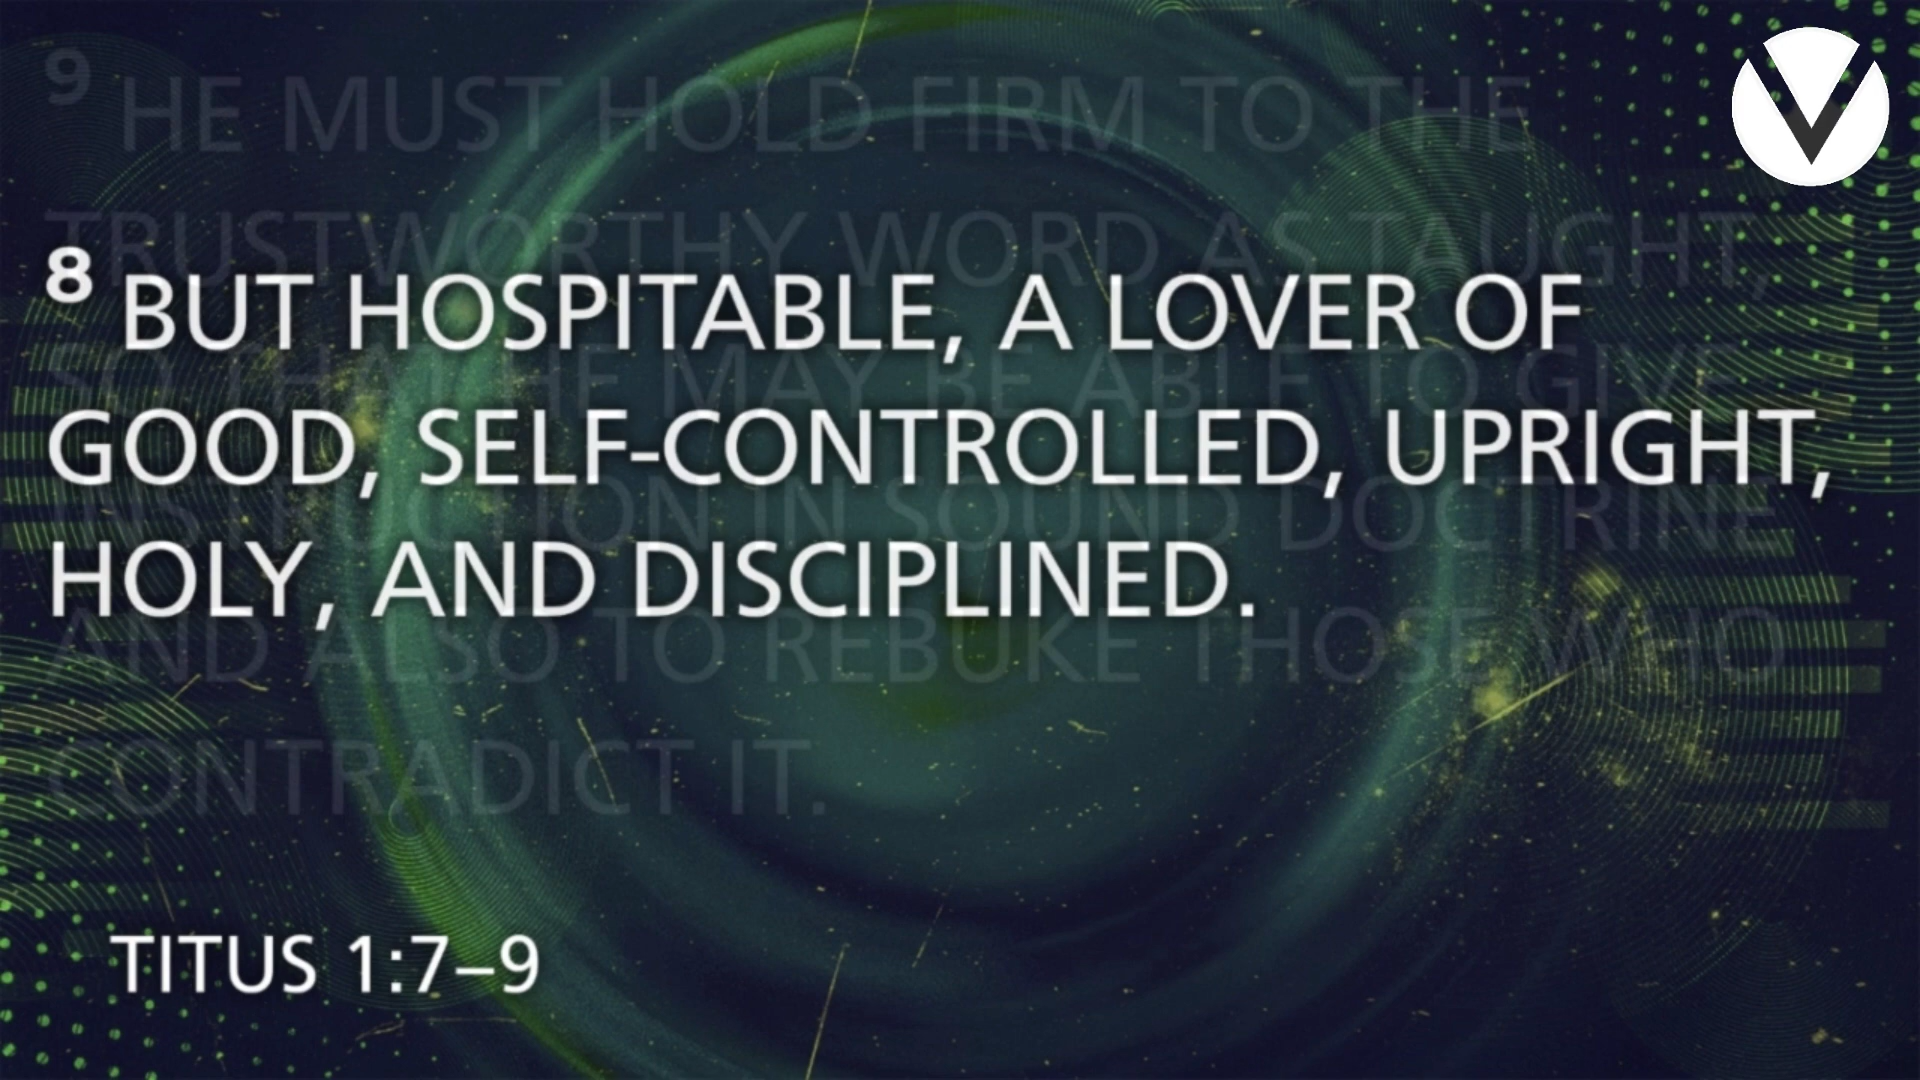 9 HE MUST HOLD FIRM TO THE
TRUSTWORTHY WORD AS TAUGHT,
8 BUT HOSPITABLE, A LOVER OF
SO THAT HE MAY BE ABLE TO GIVE
GOOD, SELF-CONTROLLED, UPRIGHT,
INSTRUCTION IN SOUND DOCTRINE
HOLY, AND DISCIPLINED.
AND ALSO TO REBUKE THOSE WHO
CONTRADICT IT.
TITUS 1:7–9